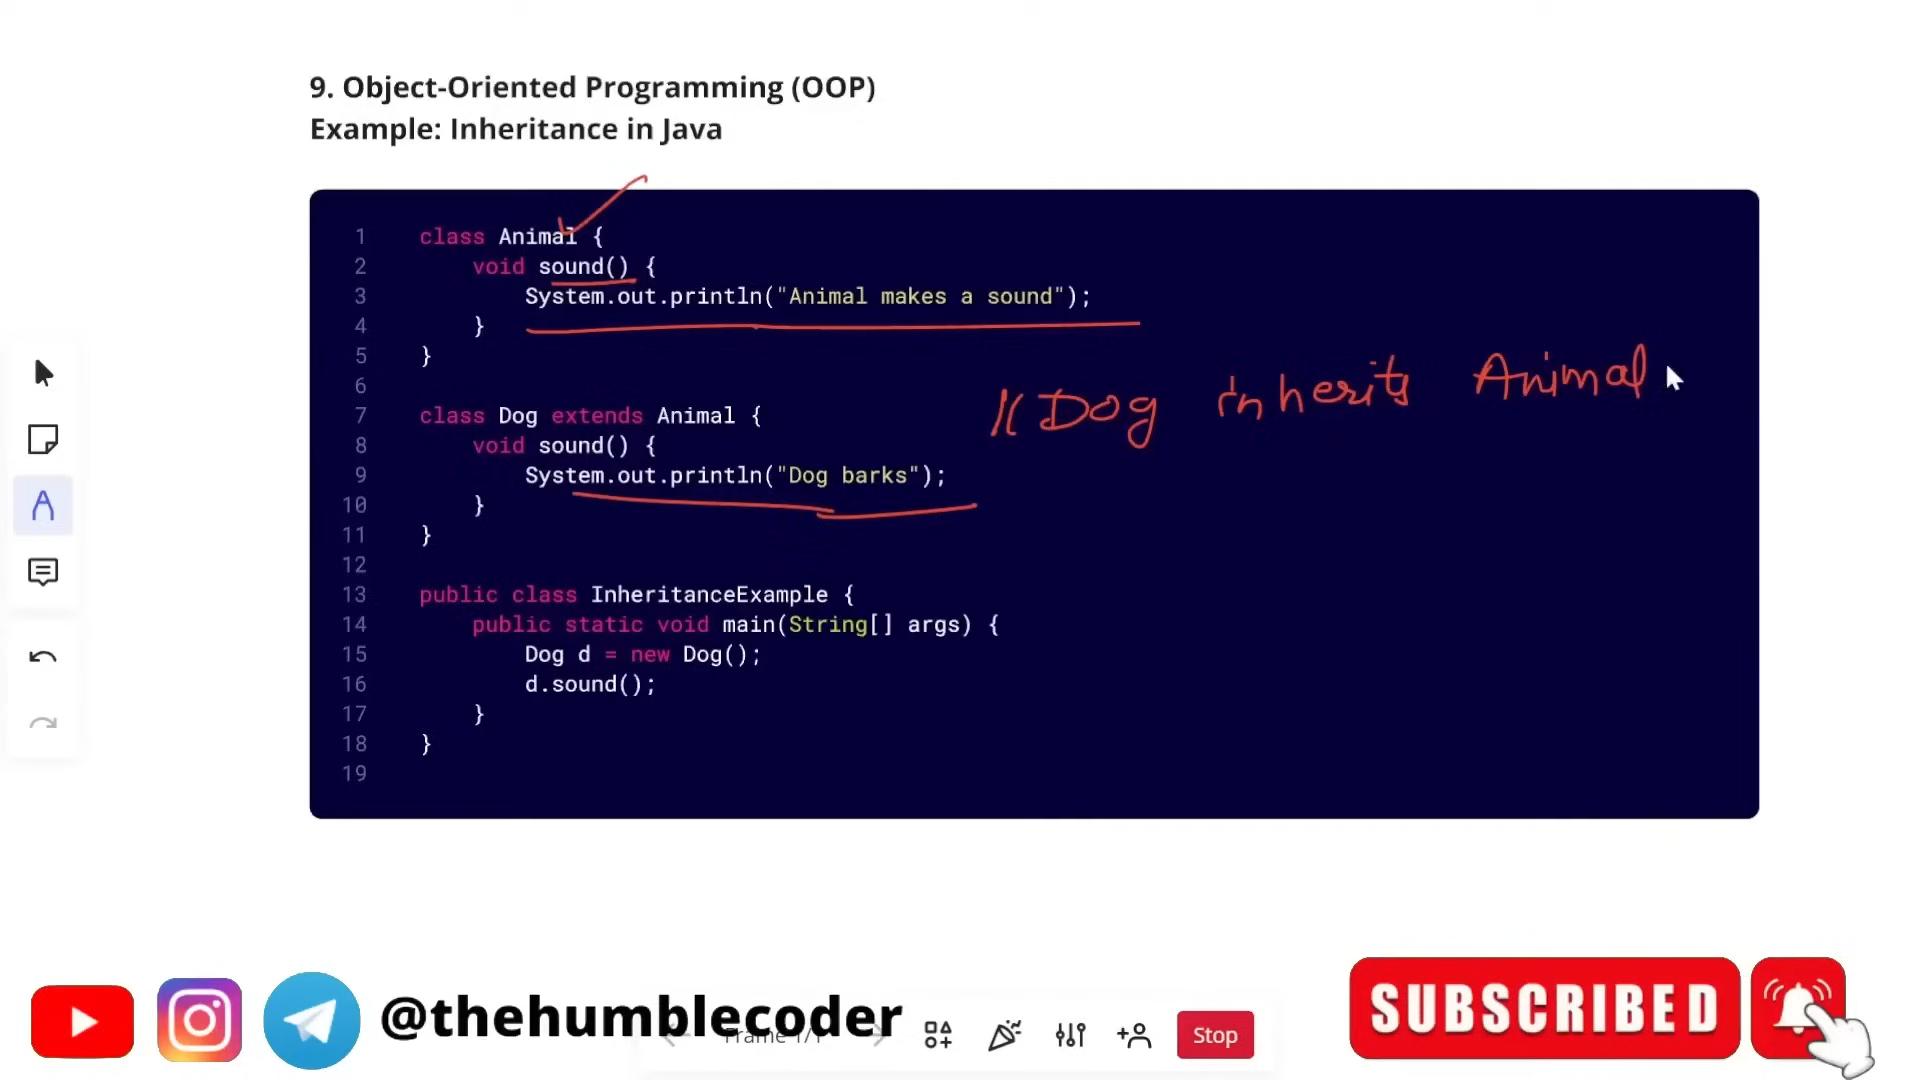 9. Object-Oriented Programming (OOP)
Example: Inheritance in Java
1 class Animal {
2 void sound() {
3 System.out.println("Animal makes a sound");
4 }
5 }
6
7 class Dog extends Animal {
8 void sound() {
9 System.out.println("Dog barks");
10 }
11 }
12
13 public class InheritanceExample {
14 public static void main(String[] args) {
15 Dog d = new Dog();
16 d.sound();
17 }
18 }
19
// Dog inherits Animal
@thehumblecoder
Frame 1/1
Stop
SUBSCRIBED